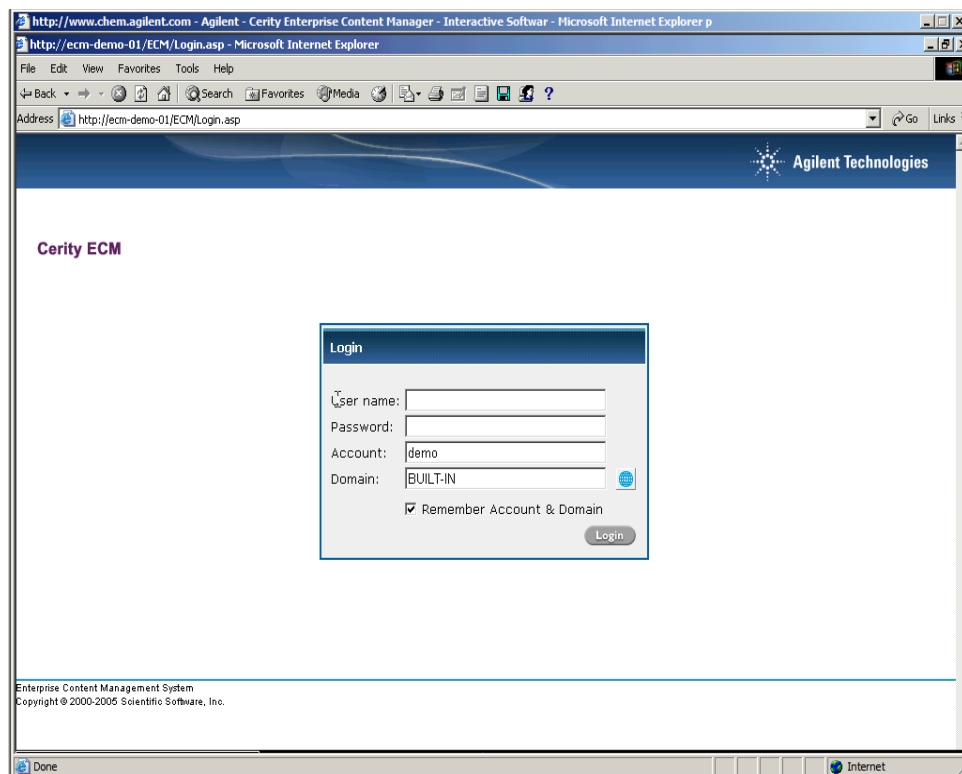 http://www.chem.agilent.com - Agilent - Cerity Enterprise Content Manager - Interactive Softwar - Microsoft Internet Explorer p
http://ecm-demo-01/ECM/Login.asp - Microsoft Internet Explorer
File Edit View Favorites Tools Help
Back Search Favorites Media ?
Address http://ecm-demo-01/ECM/Login.asp Go Links
Agilent Technologies
Cerity ECM
Login
User name:
Password:
Account: demo
Domain: BUILT-IN
Remember Account & Domain
Login
Enterprise Content Management System
Copyright © 2000-2005 Scientific Software, Inc.
Done Internet